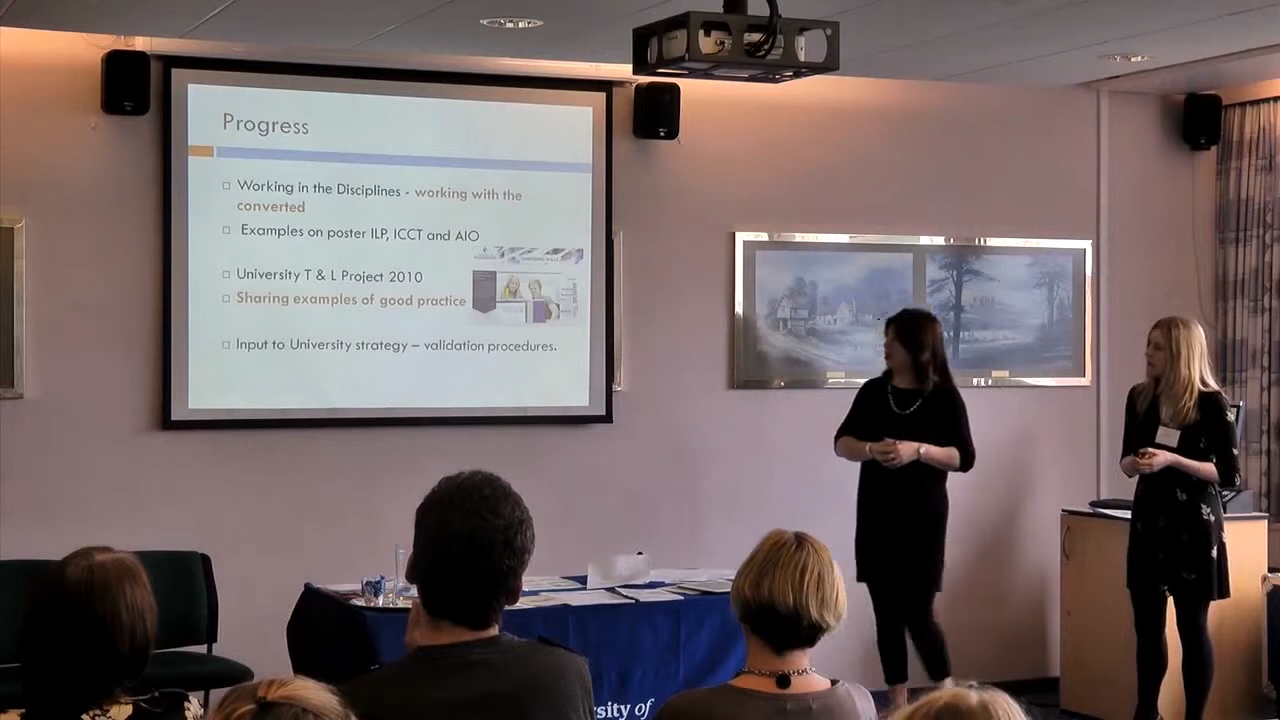 Progress
Working in the Disciplines - working with the
converted
Examples on poster ILP, ICCT and AIO
University T & L Project 2010
Sharing examples of good practice
Input to University strategy – validation procedures.
sity of